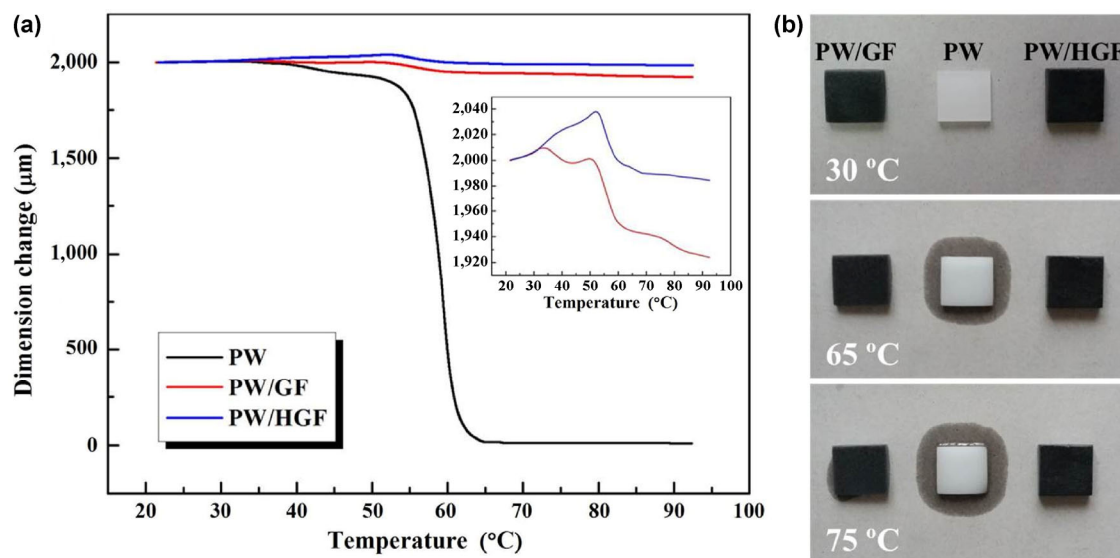 (a)
Dimension change (μm)
2,000
1,500
1,000
500
0
20 30 40 50 60 70 80 90 100
Temperature (°C)
PW
PW/GF
PW/HGF
2,040
2,020
2,000
1,980
1,960
1,940
1,920
20 30 40 50 60 70 80 90 100
Temperature (°C)
(b)
PW/GF PW PW/HGF
30 ºC
65 ºC
75 ºC